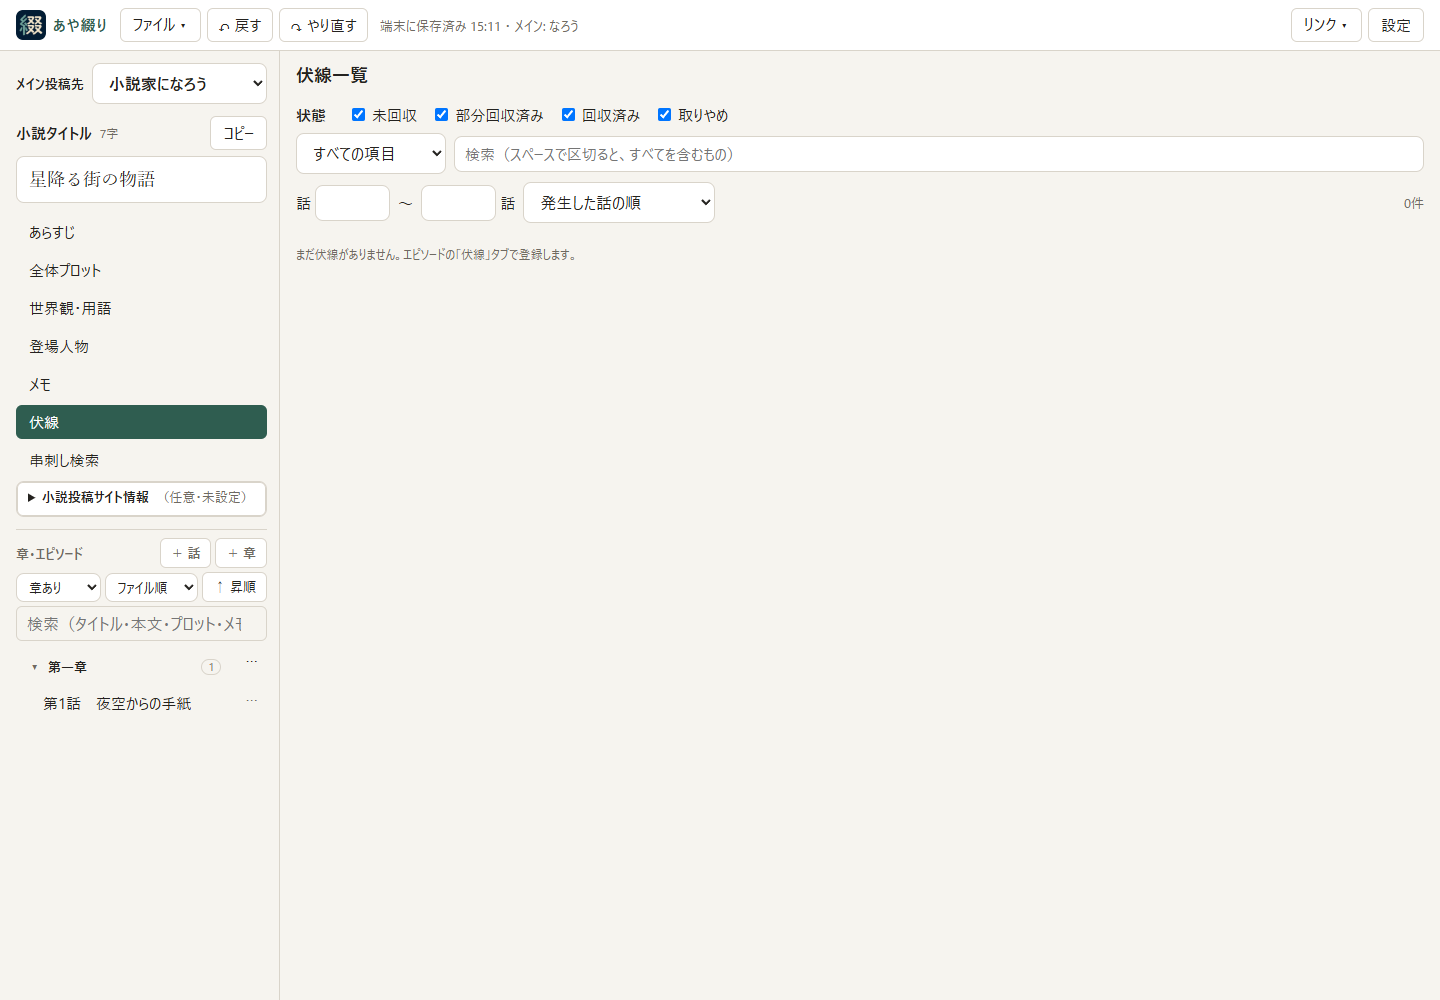 綴 あや綴り ファイル ▾ ↶ 戻す ↷ やり直す 端末に保存済み 15:11・メイン: なろう リンク ▾ 設定
メイン投稿先 小説家になろう
小説タイトル 7字 コピー
星降る街の物語
あらすじ
全体プロット
世界観・用語
登場人物
メモ
伏線
串刺し検索
▶ 小説投稿サイト情報 (任意・未設定)
章・エピソード ＋ 話 ＋ 章
章あり ファイル順 ↑ 昇順
検索（タイトル・本文・プロット・メモ
▾ 第一章 1 …
第1話 夜空からの手紙 …
伏線一覧
状態 未回収 部分回収済み 回収済み 取りやめ
すべての項目 検索（スペースで区切ると、すべてを含むもの）
話 ～ 話 発生した話の順 0件
まだ伏線がありません。エピソードの「伏線」タブで登録します。